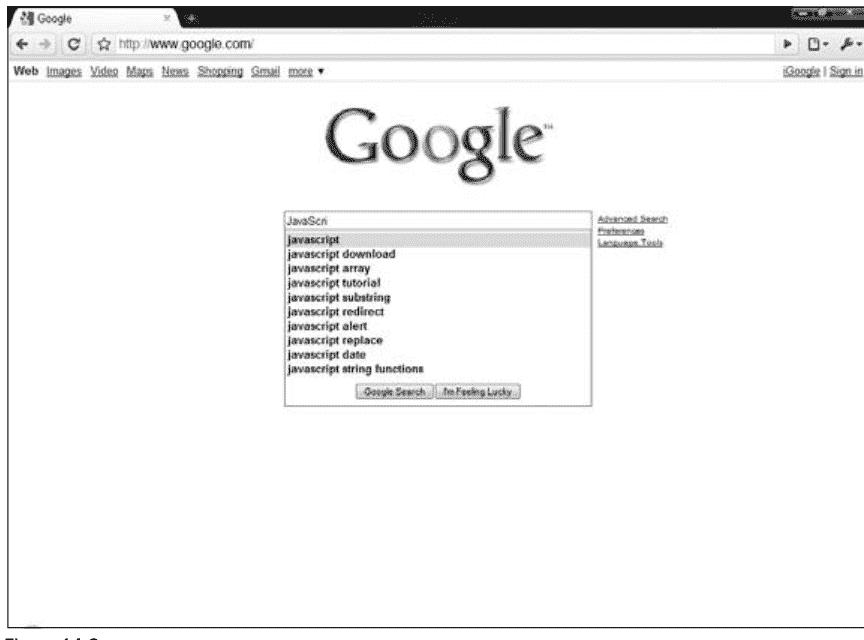 Google
http://www.google.com/
Web Images Video Maps News Shopping Gmail more ▼ iGoogle | Sign in
Google™
JavaScri
Advanced Search
Preferences
Language Tools
javascript
javascript download
javascript array
javascript tutorial
javascript substring
javascript redirect
javascript alert
javascript replace
javascript date
javascript string functions
Google Search I'm Feeling Lucky